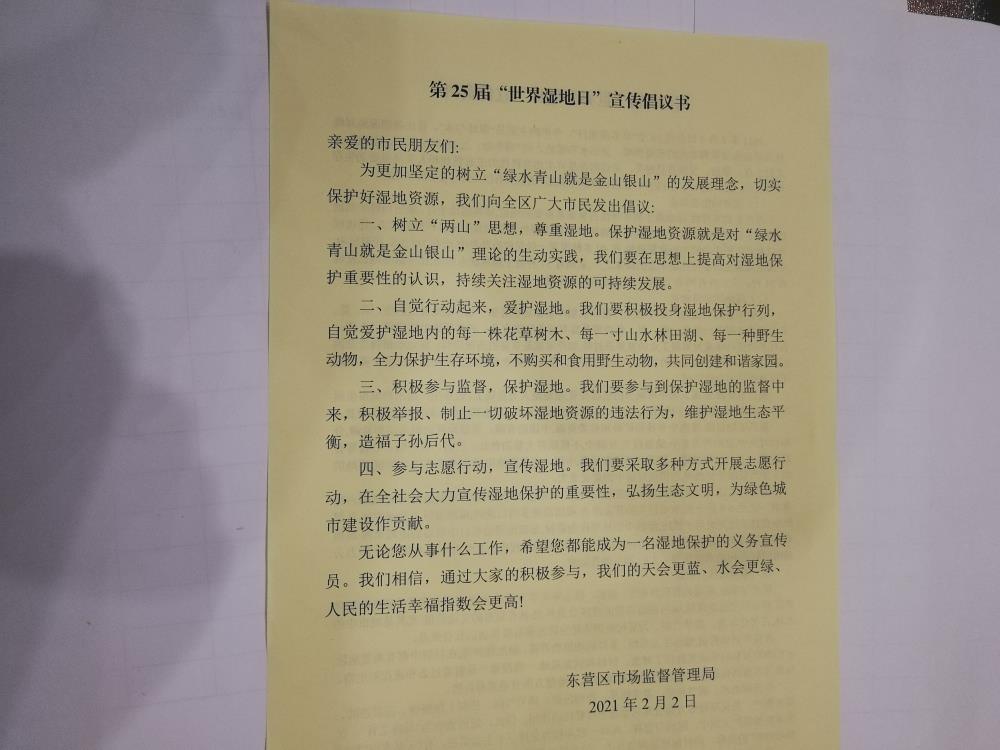 第 25 届“世界湿地日”宣传倡议书
亲爱的市民朋友们:
为更加坚定的树立“绿水青山就是金山银山”的发展理念，切实
保护好湿地资源，我们向全区广大市民发出倡议:
一、树立“两山”思想，尊重湿地。保护湿地资源就是对“绿水
青山就是金山银山”理论的生动实践，我们要在思想上提高对湿地保
护重要性的认识，持续关注湿地资源的可持续发展。
二、自觉行动起来，爱护湿地。我们要积极投身湿地保护行列，
自觉爱护湿地内的每一株花草树木、每一寸山水林田湖、每一种野生
动物，全力保护生存环境，不购买和食用野生动物，共同创建和谐家园。
三、积极参与监督，保护湿地。我们要参与到保护湿地的监督中
来，积极举报、制止一切破坏湿地资源的违法行为，维护湿地生态平
衡，造福子孙后代。
四、参与志愿行动，宣传湿地。我们要采取多种方式开展志愿行
动，在全社会大力宣传湿地保护的重要性，弘扬生态文明，为绿色城
市建设作贡献。
无论您从事什么工作，希望您都能成为一名湿地保护的义务宣传
员。我们相信，通过大家的积极参与，我们的天会更蓝、水会更绿、
人民的生活幸福指数会更高!
东营区市场监督管理局
2021 年 2 月 2 日